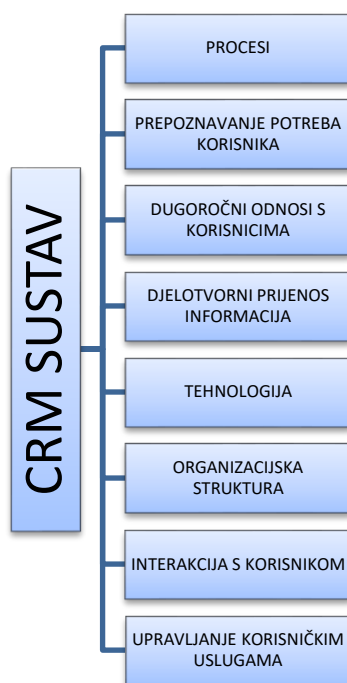 CRM SUSTAV
PROCESI
PREPOZNAVANJE POTREBA
KORISNIKA
DUGOROČNI ODNOSI S
KORISNICIMA
DJELOTVORNI PRIJENOS
INFORMACIJA
TEHNOLOGIJA
ORGANIZACIJSKA
STRUKTURA
INTERAKCIJA S KORISNIKOM
UPRAVLJANJE KORISNIČKIM
USLUGAMA